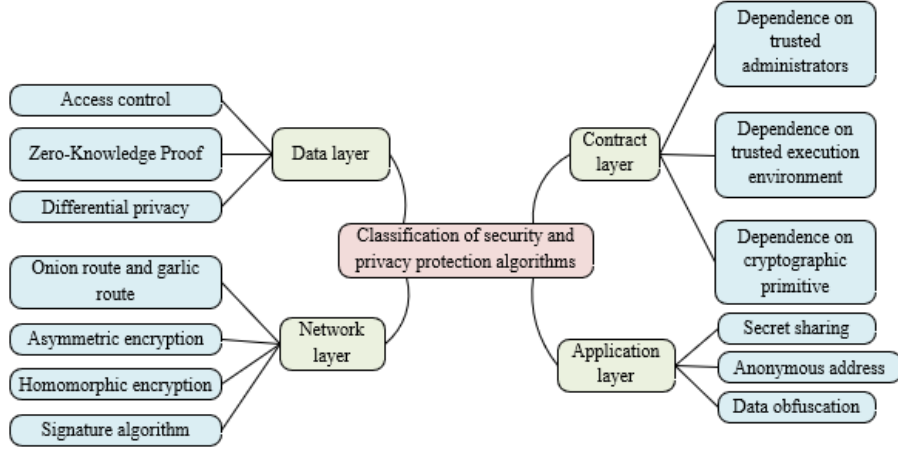 Access control
Zero-Knowledge Proof
Differential privacy
Data layer
Onion route and garlic
route
Asymmetric encryption
Homomorphic encryption
Signature algorithm
Network
layer
Classification of security and
privacy protection algorithms
Contract
layer
Dependence on
trusted
administrators
Dependence on
trusted execution
environment
Dependence on
cryptographic
primitive
Application
layer
Secret sharing
Anonymous address
Data obfuscation